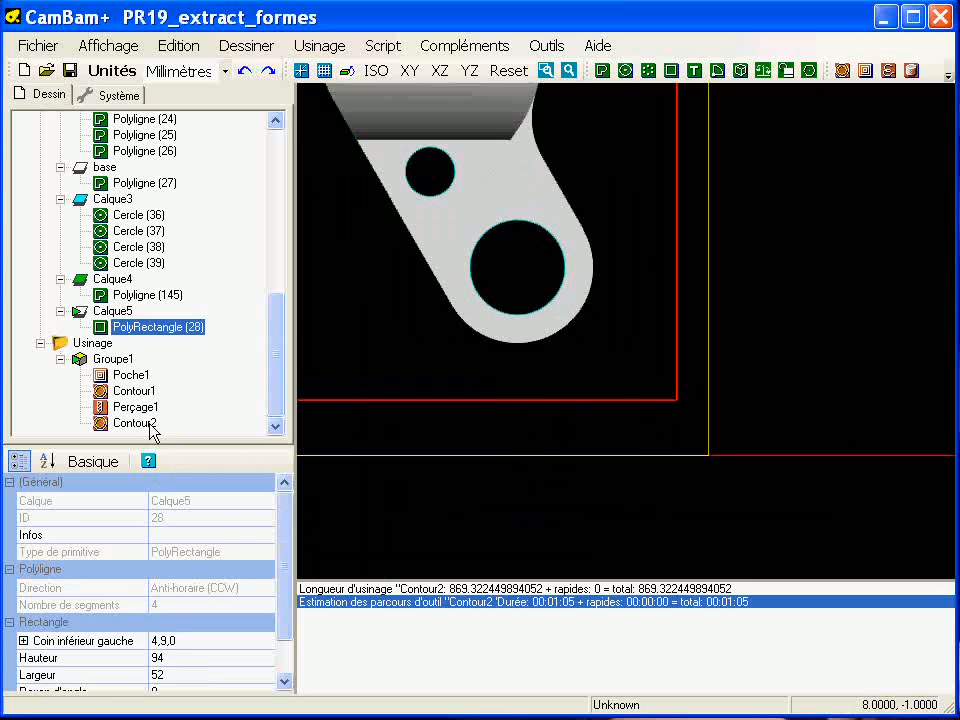 CamBam+ PR19_extract_formes
Fichier Affichage Edition Dessiner Usinage Script Compléments Outils Aide
Unités Millimètres ISO XY XZ YZ Reset
Dessin Système
Polyligne (24)
Polyligne (25)
Polyligne (26)
base
Polyligne (27)
Calque3
Cercle (36)
Cercle (37)
Cercle (38)
Cercle (39)
Calque4
Polyligne (145)
Calque5
PolyRectangle (28)
Usinage
Groupe1
Poche1
Contour1
Perçage1
Contour2
Basique
(Général)
Calque Calque5
ID 28
Infos
Type de primitive PolyRectangle
Polyligne
Direction Anti-horaire (CCW)
Nombre de segments 4
Rectangle
Coin inférieur gauche 4,9,0
Hauteur 94
Largeur 52
Longueur d'usinage "Contour2: 869.322449894052 + rapides: 0 = total: 869.322449894052
Estimation des parcours d'outil "Contour2 'Durée: 00:01:05 + rapides: 00:00:00 = total: 00:01:05
Unknown 8.0000, -1.0000